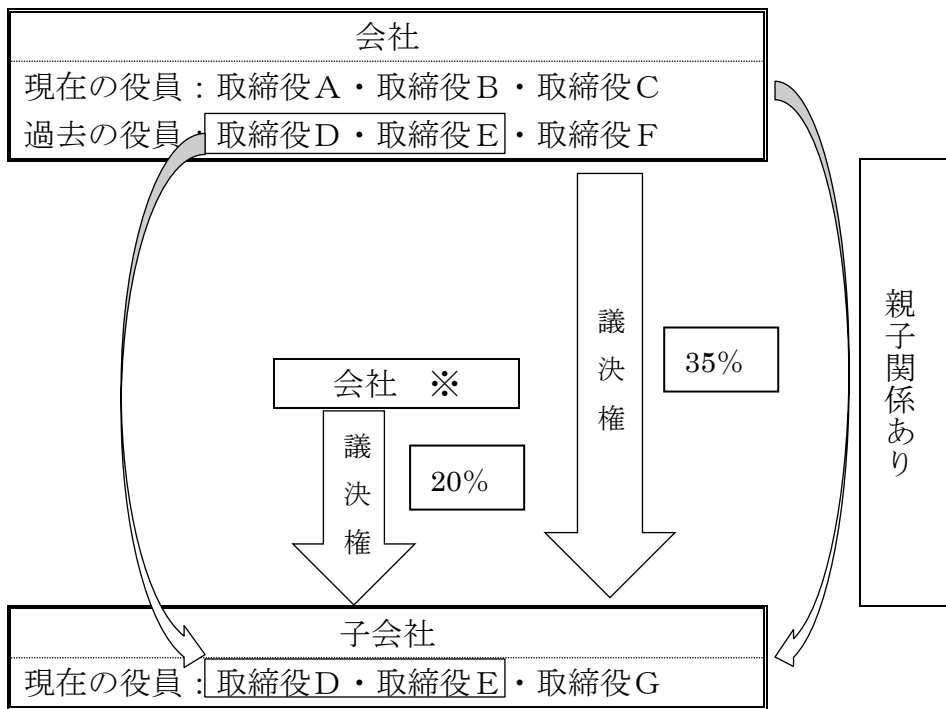 会社
現在の役員：取締役A・取締役B・取締役C
過去の役員：取締役D・取締役E・取締役F
議決権
35%
親子関係あり
会社　※
議決権
20%
子会社
現在の役員：取締役D・取締役E・取締役G